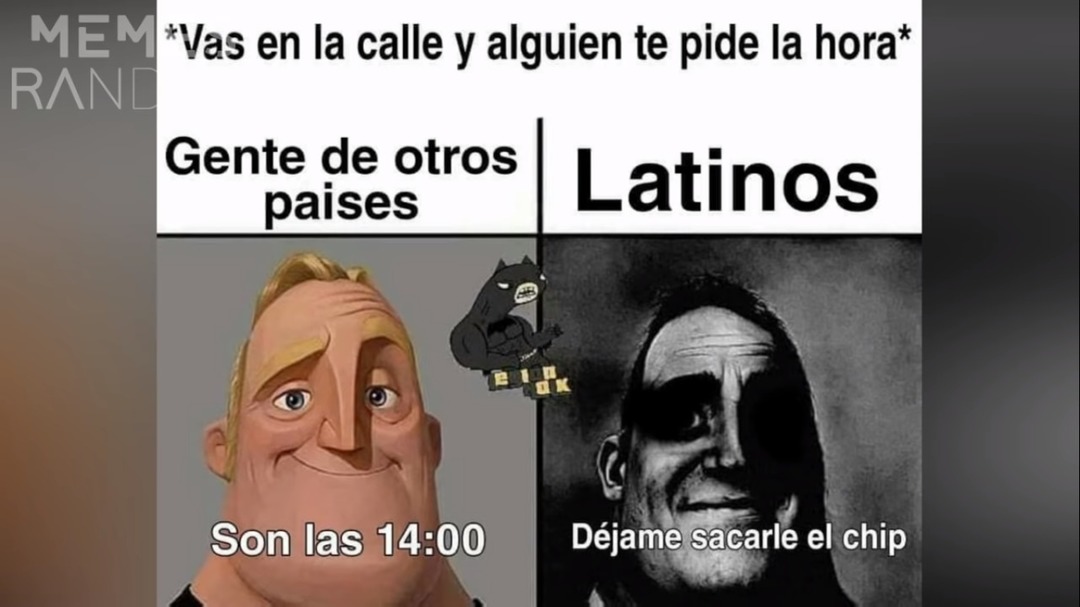 MEM
RAND
*Vas en la calle y alguien te pide la hora*
Gente de otros
paises
Latinos
Son las 14:00
Déjame sacarle el chip